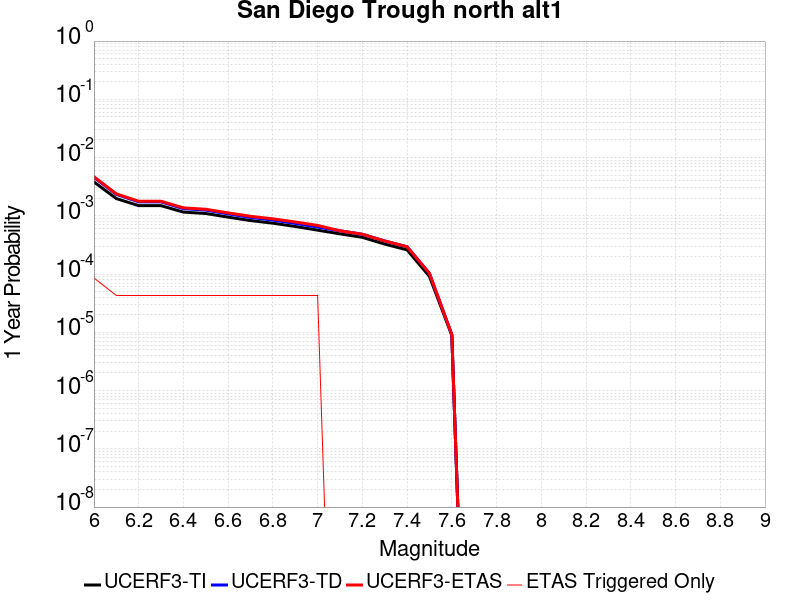 San Diego Trough north alt1
10^0
10^-1
10^-2
10^-3
10^-4
10^-5
10^-6
10^-7
10^-8
1 Year Probability
6 6.2 6.4 6.6 6.8 7 7.2 7.4 7.6 7.8 8 8.2 8.4 8.6 8.8 9
Magnitude
UCERF3-TI UCERF3-TD UCERF3-ETAS ETAS Triggered Only